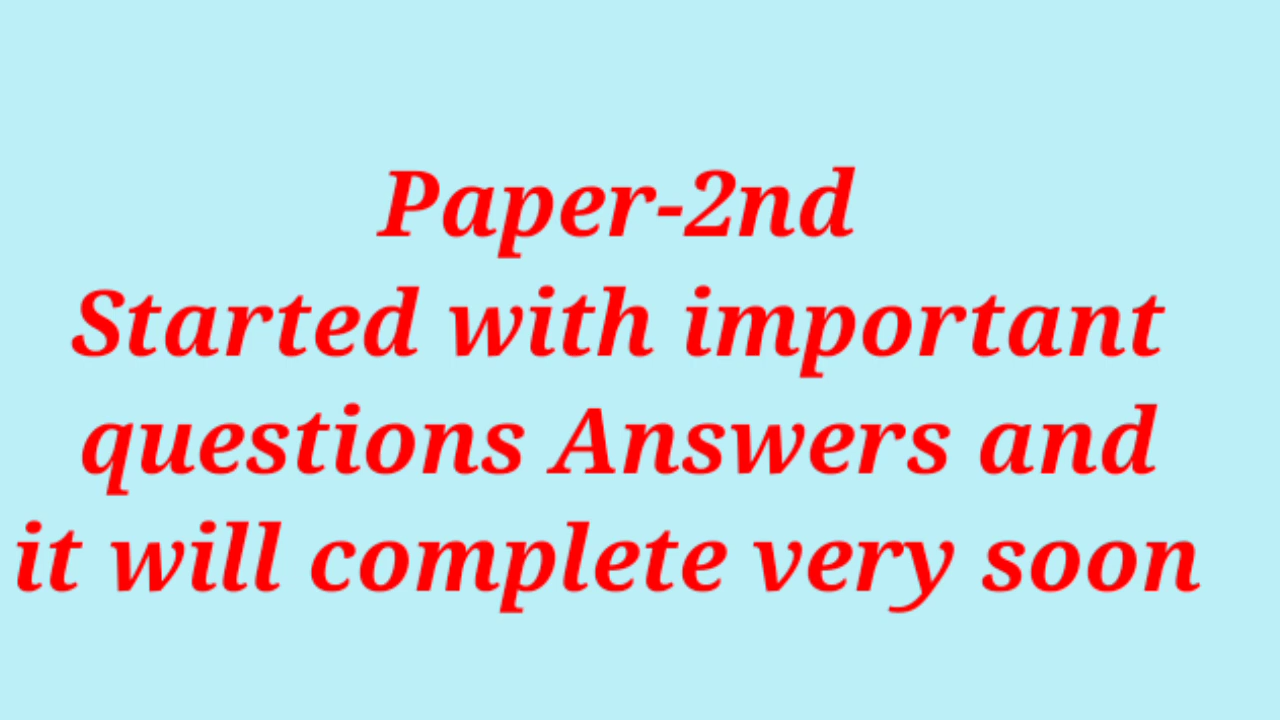 Paper-2nd
Started with important
questions Answers and
it will complete very soon